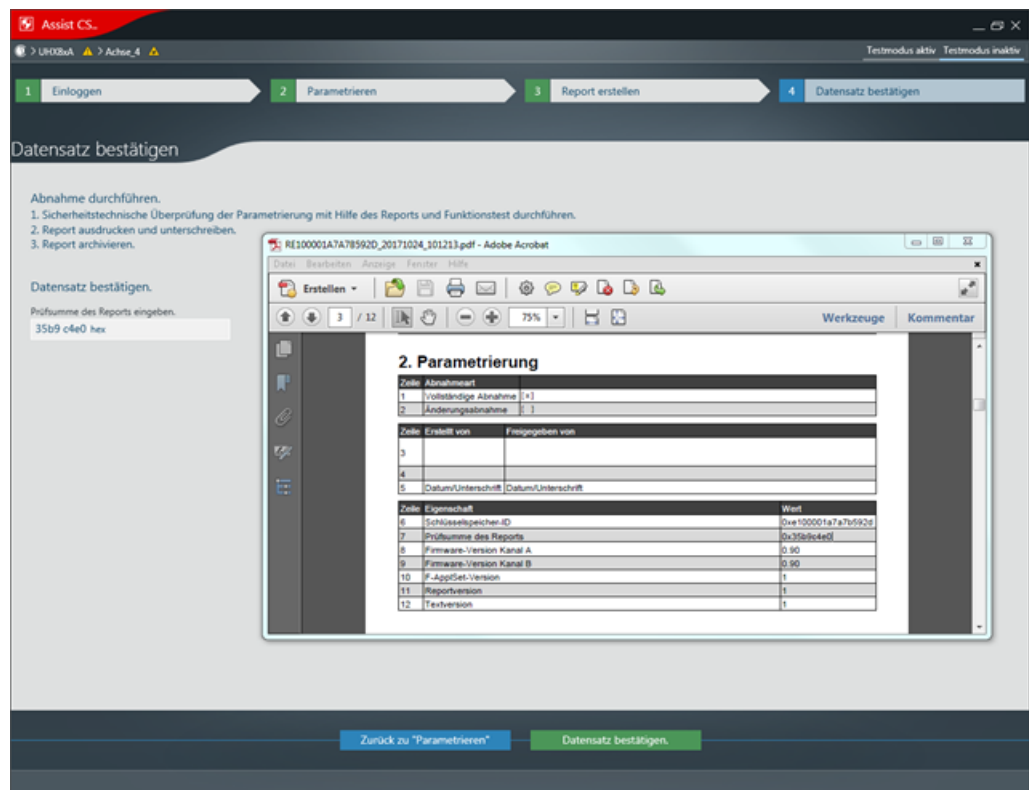 Assist CS..
UHX8xA > Achse_4
Testmodus aktiv Testmodus inaktiv
1 Einloggen
2 Parametrieren
3 Report erstellen
4 Datensatz bestätigen
Datensatz bestätigen
Abnahme durchführen.
1. Sicherheitstechnische Überprüfung der Parametrierung mit Hilfe des Reports und Funktionstest durchführen.
2. Report ausdrucken und unterschreiben.
3. Report archivieren.
Datensatz bestätigen.
Prüfsumme des Reports eingeben.
35b9 c4e0 hex
RE100001A7A78592D_20171024_101213.pdf - Adobe Acrobat
Datei Bearbeiten Anzeige Fenster Hilfe
Erstellen
3 / 12 75% Werkzeuge Kommentar
2. Parametrierung
Zeile Abnahmeart
1 Vollständige Abnahme [x]
2 Änderungsabnahme [ ]
Zeile Erstellt von Freigegeben von
3
4
5 Datum/Unterschrift Datum/Unterschrift
Zeile Eigenschaft Wert
6 Schlüsselspeicher-ID 0xe100001a7a7b592d
7 Prüfsumme des Reports 0x35b9c4e0
8 Firmware-Version Kanal A 0.90
9 Firmware-Version Kanal B 0.90
10 F-ApplSet-Version 1
11 Reportversion 1
12 Textversion 1
Zurück zu "Parametrieren"
Datensatz bestätigen.